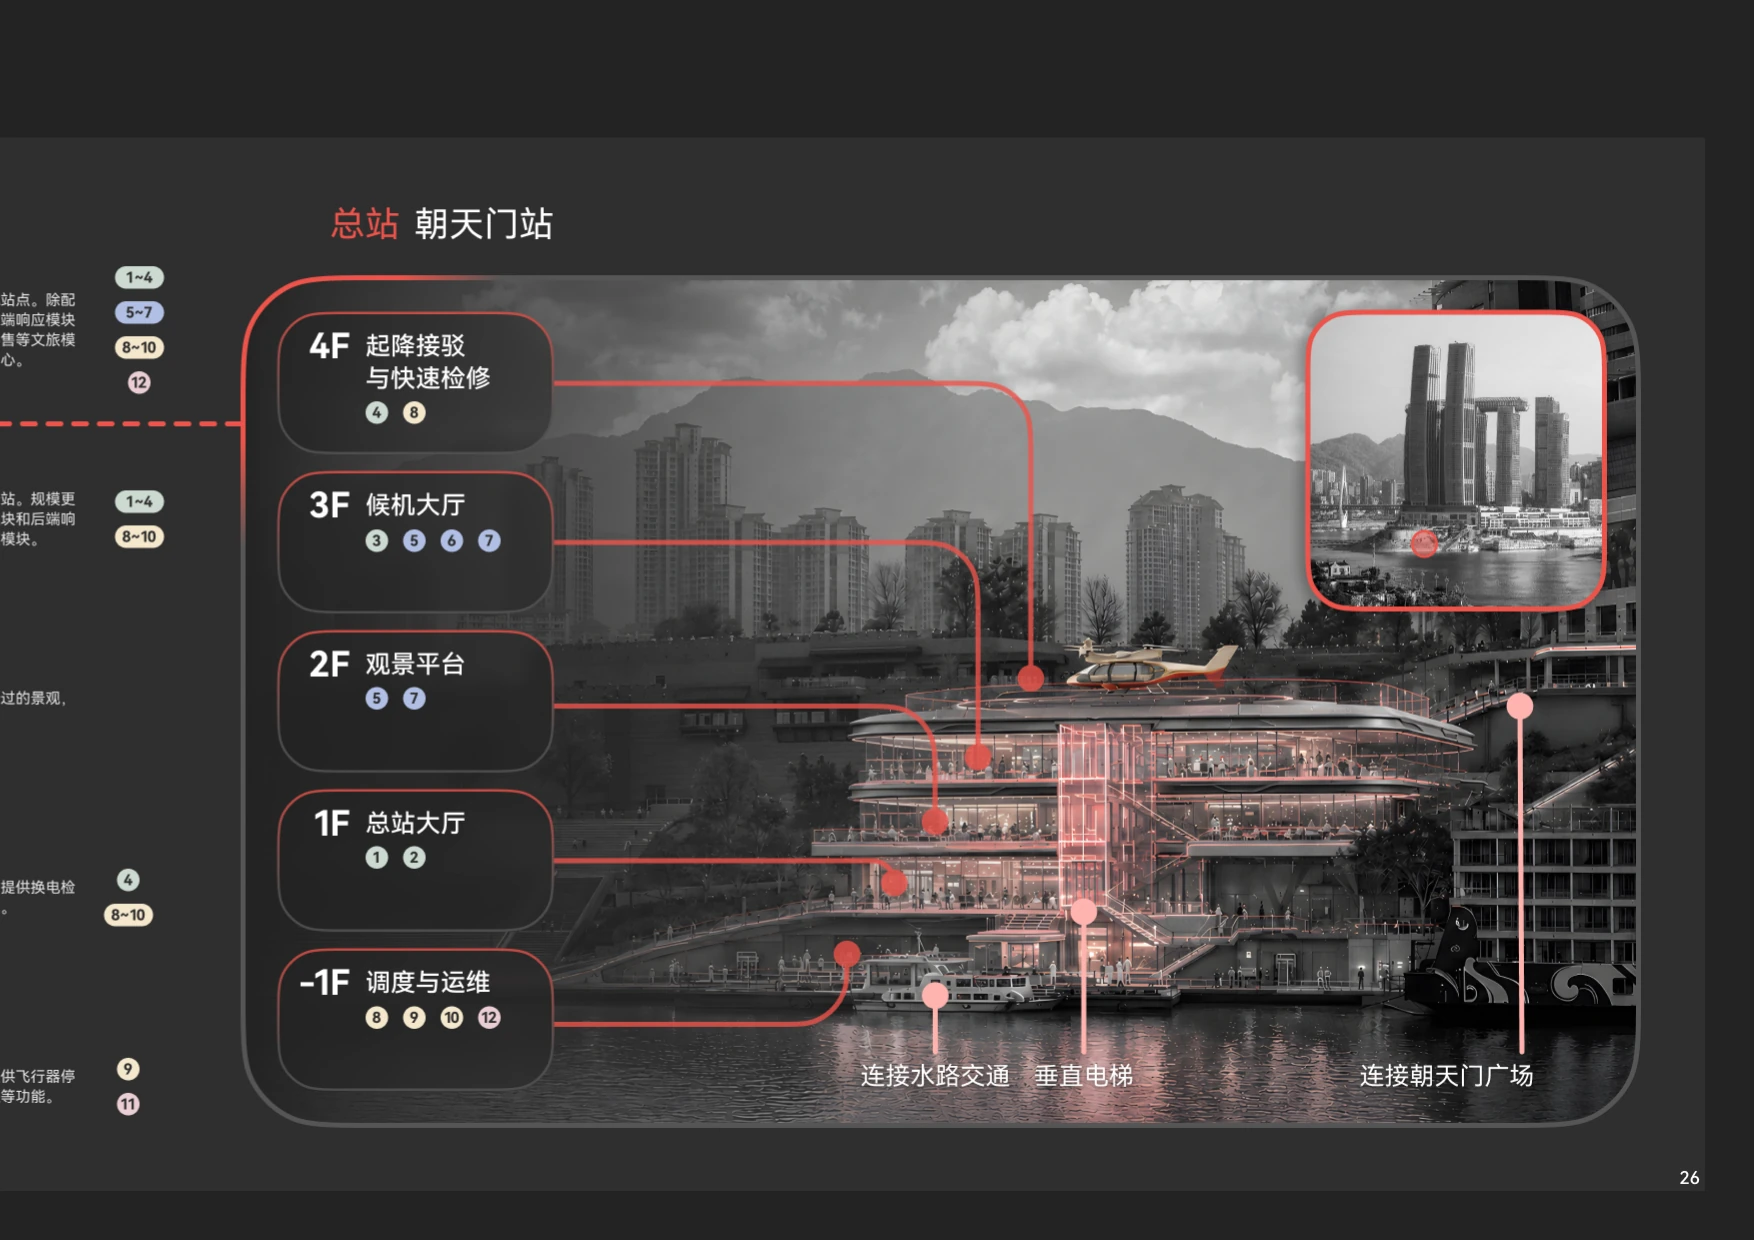 总站 朝天门站
站点。除配
端响应模块
售等文旅模
心。
1~4
5~7
8~10
12
站。规模更
块和后端响
模块。
1~4
8~10
过的景观，
提供换电检
。
4
8~10
供飞行器停
等功能。
9
11
4F 起降接驳
与快速检修
4 8
3F 候机大厅
3 5 6 7
2F 观景平台
5 7
1F 总站大厅
1 2
-1F 调度与运维
8 9 10 12
连接水路交通 垂直电梯 连接朝天门广场
26